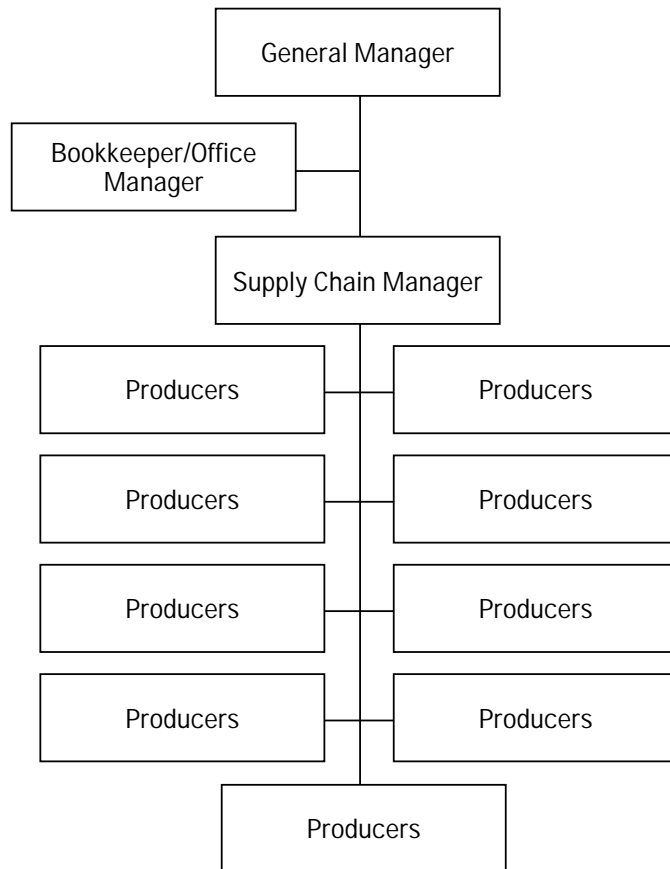 General Manager
Bookkeeper/Office
Manager
Supply Chain Manager
Producers
Producers
Producers
Producers
Producers
Producers
Producers
Producers
Producers